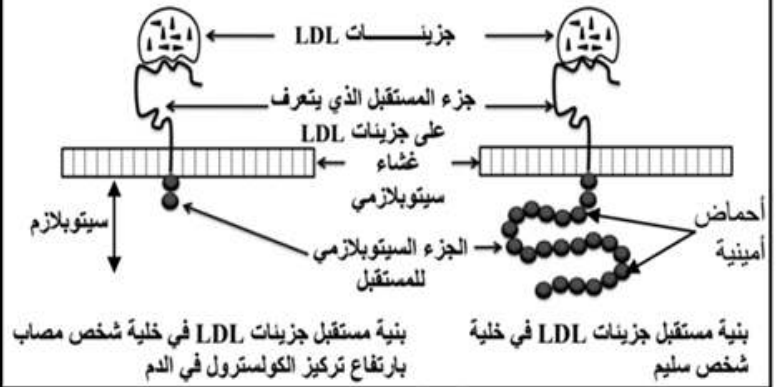 جزيئـــــات LDL
جزء المستقبل الذي يتعرف
على جزيئات LDL
غشاء
سيتوبلازمي
أحماض
أمينية
سيتوبلازم
الجزء السيتوبلازمي
للمستقبل
بنية مستقبل جزيئات LDL في خلية
شخص سليم
بنية مستقبل جزيئات LDL في خلية شخص مصاب
بارتفاع تركيز الكولسترول في الدم